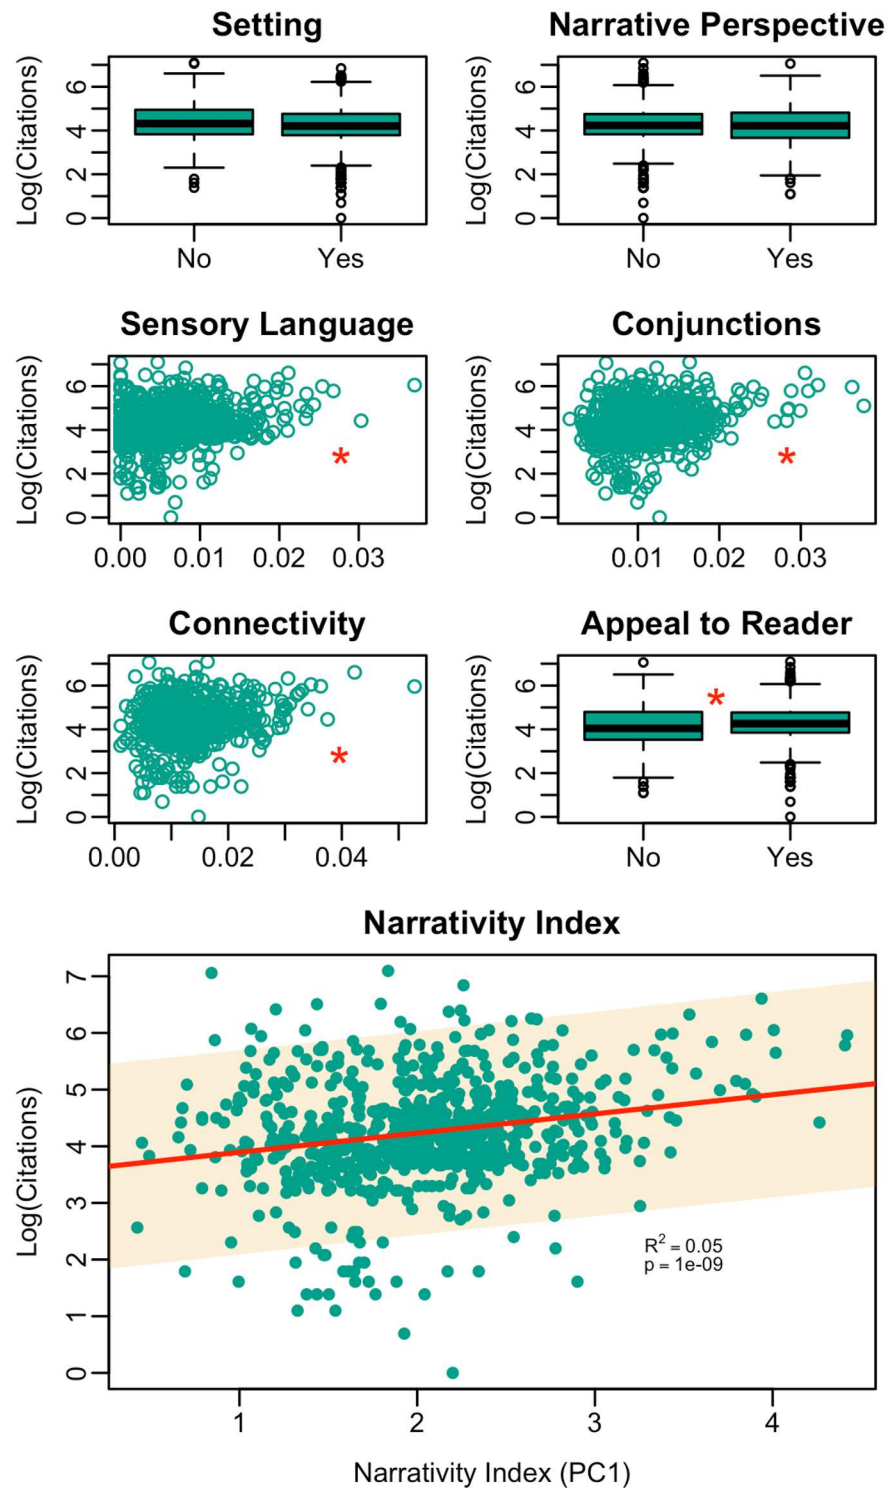 Setting Narrative Perspective
Log(Citations) 0 2 4 6 No Yes
Log(Citations) 0 2 4 6 No Yes
Sensory Language Conjunctions
Log(Citations) 0 2 4 6 0.00 0.01 0.02 0.03
Log(Citations) 0 2 4 6 0.01 0.02 0.03
* *
Connectivity Appeal to Reader
Log(Citations) 0 2 4 6 0.00 0.02 0.04
Log(Citations) 0 2 4 6 No Yes
* *
Narrativity Index
Log(Citations)
0 1 2 3 4 5 6 7
R² = 0.05
p = 1e-09
1 2 3 4
Narrativity Index (PC1)